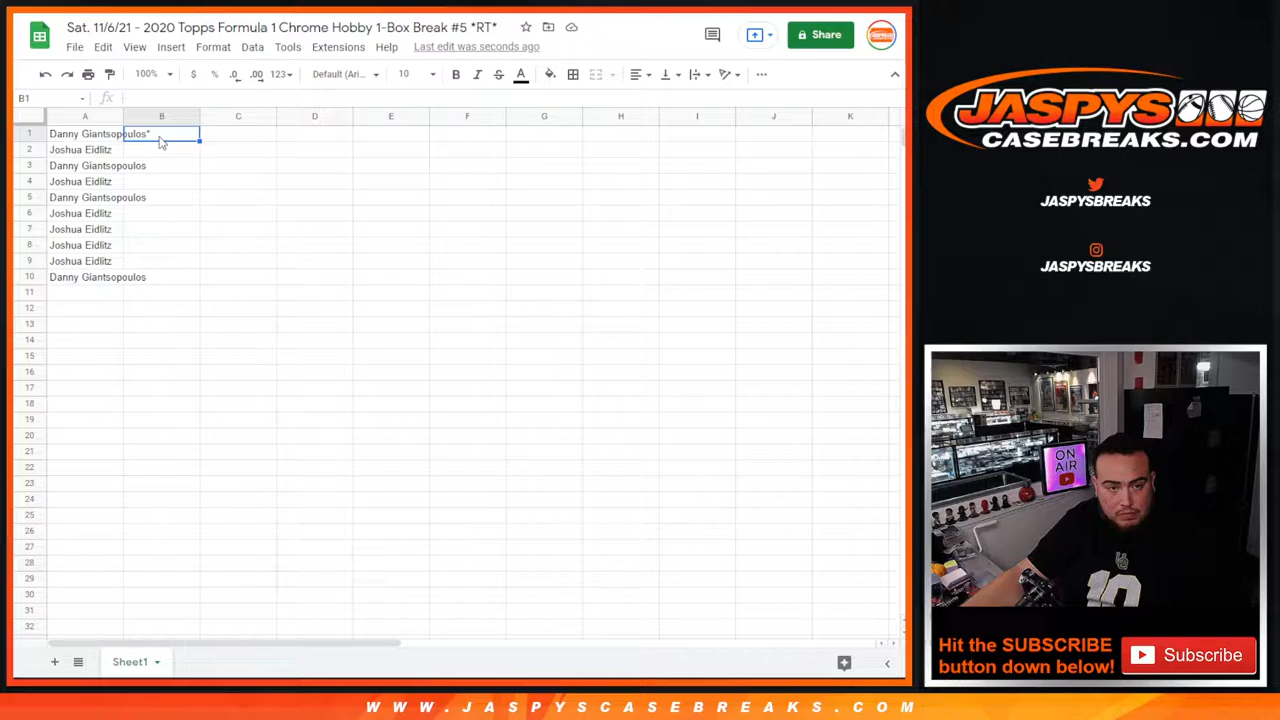 Sat. 11/6/21 - 2020 Topps Formula 1 Chrome Hobby 1-Box Break #5 *RT*
File Edit View Insert Format Data Tools Extensions Help Last edit was seconds ago
Share
100% $ % .0 .00 123 Default (Ari... 10 B I S A
B1 fx
A B C D E F G H I J K
1 Danny Giantsopoulos*
2 Joshua Eidlitz
3 Danny Giantsopoulos
4 Joshua Eidlitz
5 Danny Giantsopoulos
6 Joshua Eidlitz
7 Joshua Eidlitz
8 Joshua Eidlitz
9 Joshua Eidlitz
10 Danny Giantsopoulos
11
12
13
14
15
16
17
18
19
20
21
22
23
24
25
26
27
28
29
30
31
32
Sheet1
JASPYS
CASEBREAKS.COM
JASPYSBREAKS
JASPYSBREAKS
ON
AIR
10
Hit the SUBSCRIBE
button down below!
Subscribe
WWW.JASPYSCASEBREAKS.COM